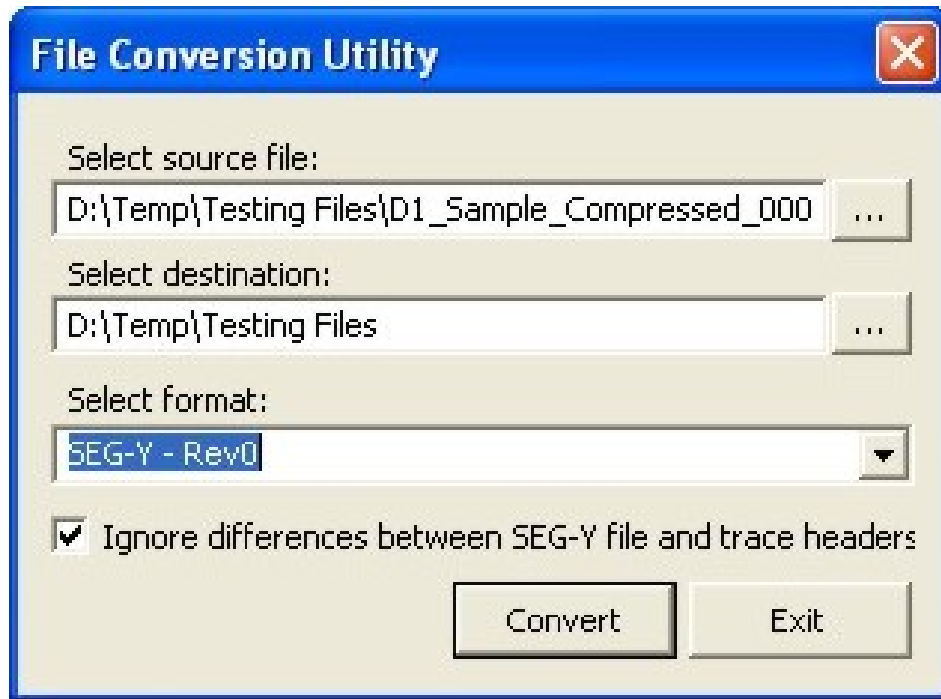 File Conversion Utility
Select source file:
D:\Temp\Testing Files\D1_Sample_Compressed_000
...
Select destination:
D:\Temp\Testing Files
...
Select format:
SEG-Y - Rev0
Ignore differences between SEG-Y file and trace headers
Convert
Exit